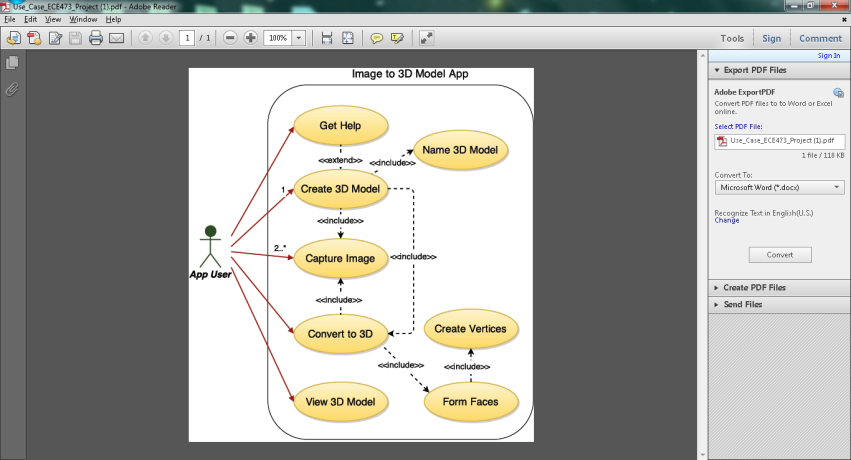 Use_Case_ECE473_Project (1).pdf - Adobe Reader
File Edit View Window Help
1 / 1 100% Tools Sign Comment
Sign In
Image to 3D Model App
Get Help
<<extend>>
<<include>>
Name 3D Model
1
Create 3D Model
<<include>>
2..*
Capture Image
<<include>>
App User
<<include>>
Convert to 3D
Create Vertices
<<include>>
<<include>>
View 3D Model
Form Faces
Export PDF Files
Adobe ExportPDF
Convert PDF files to to Word or Excel
online.
Select PDF File:
Use_Case_ECE473_Project (1).pdf
1 file / 118 KB
Convert To:
Microsoft Word (*.docx)
Recognize Text in English(U.S.)
Change
Convert
Create PDF Files
Send Files